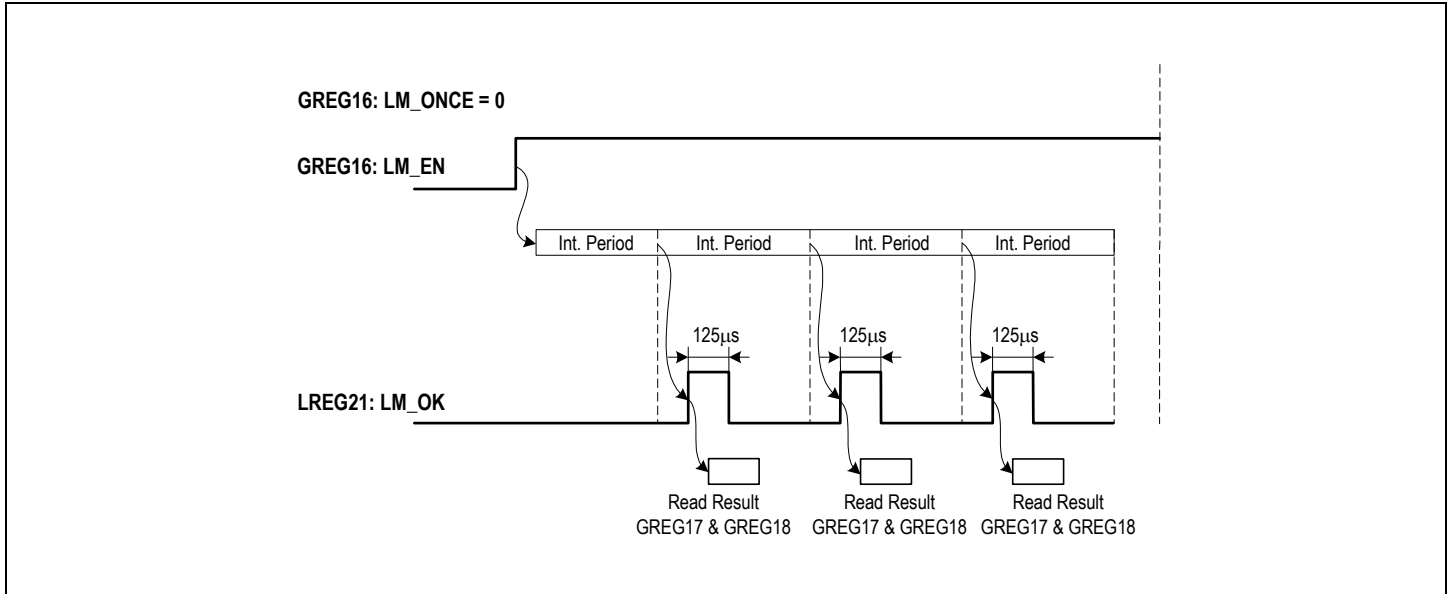 GREG16: LM_ONCE = 0
GREG16: LM_EN
Int. Period Int. Period Int. Period Int. Period
125μs 125μs 125μs
LREG21: LM_OK
Read Result Read Result Read Result
GREG17 & GREG18 GREG17 & GREG18 GREG17 & GREG18